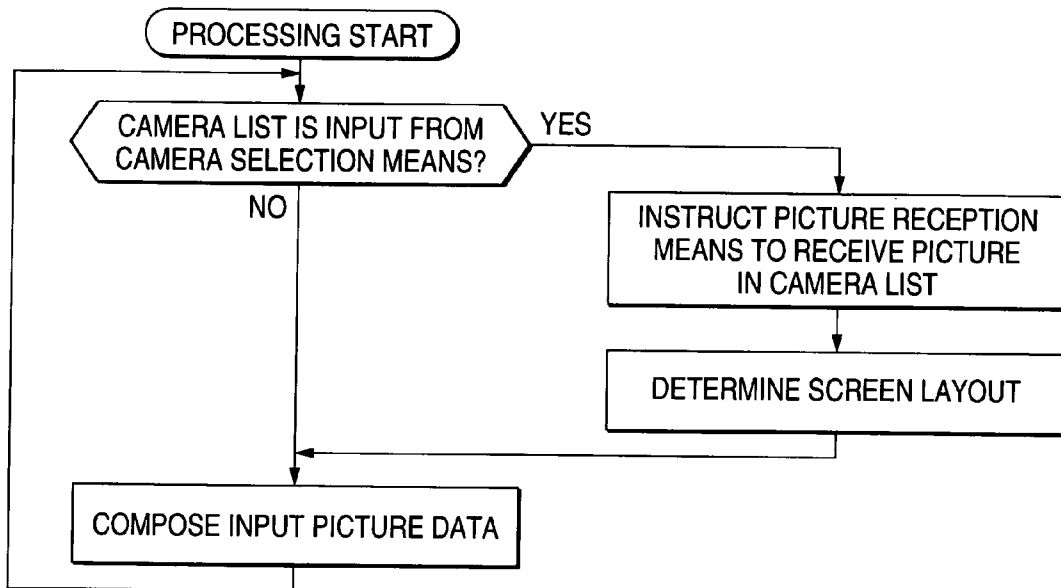 PROCESSING START
CAMERA LIST IS INPUT FROM
CAMERA SELECTION MEANS?
YES
NO
INSTRUCT PICTURE RECEPTION
MEANS TO RECEIVE PICTURE
IN CAMERA LIST
DETERMINE SCREEN LAYOUT
COMPOSE INPUT PICTURE DATA